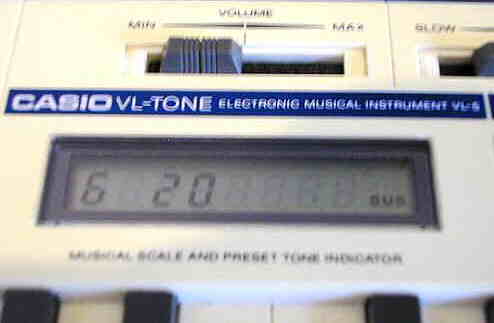 VOLUME
MIN MAX SLOW
CASIO VL-TONE ELECTRONIC MUSICAL INSTRUMENT VL-5
6 20 SUS
MUSICAL SCALE AND PRESET TONE INDICATOR